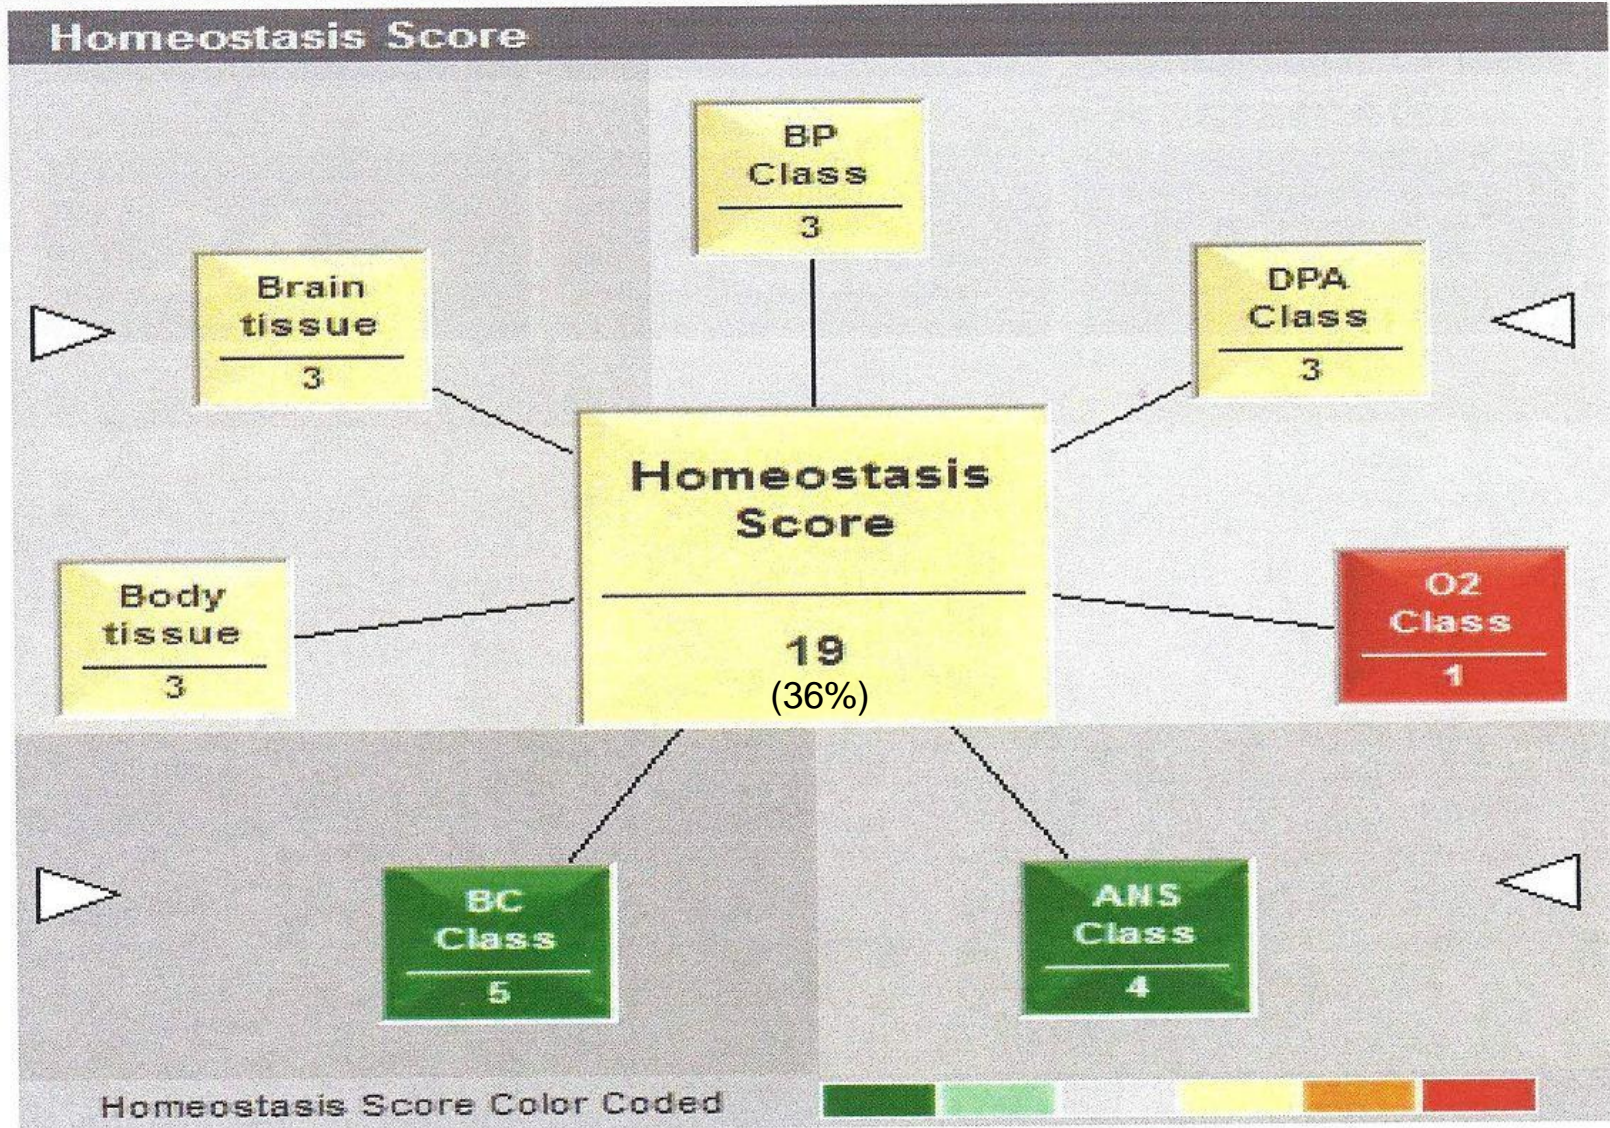 Homeostasis Score
BP
Class
3
Brain
tissue
3
DPA
Class
3
Homeostasis
Score
19
(36%)
Body
tissue
3
O2
Class
1
BC
Class
5
ANS
Class
4
Homeostasis Score Color Coded